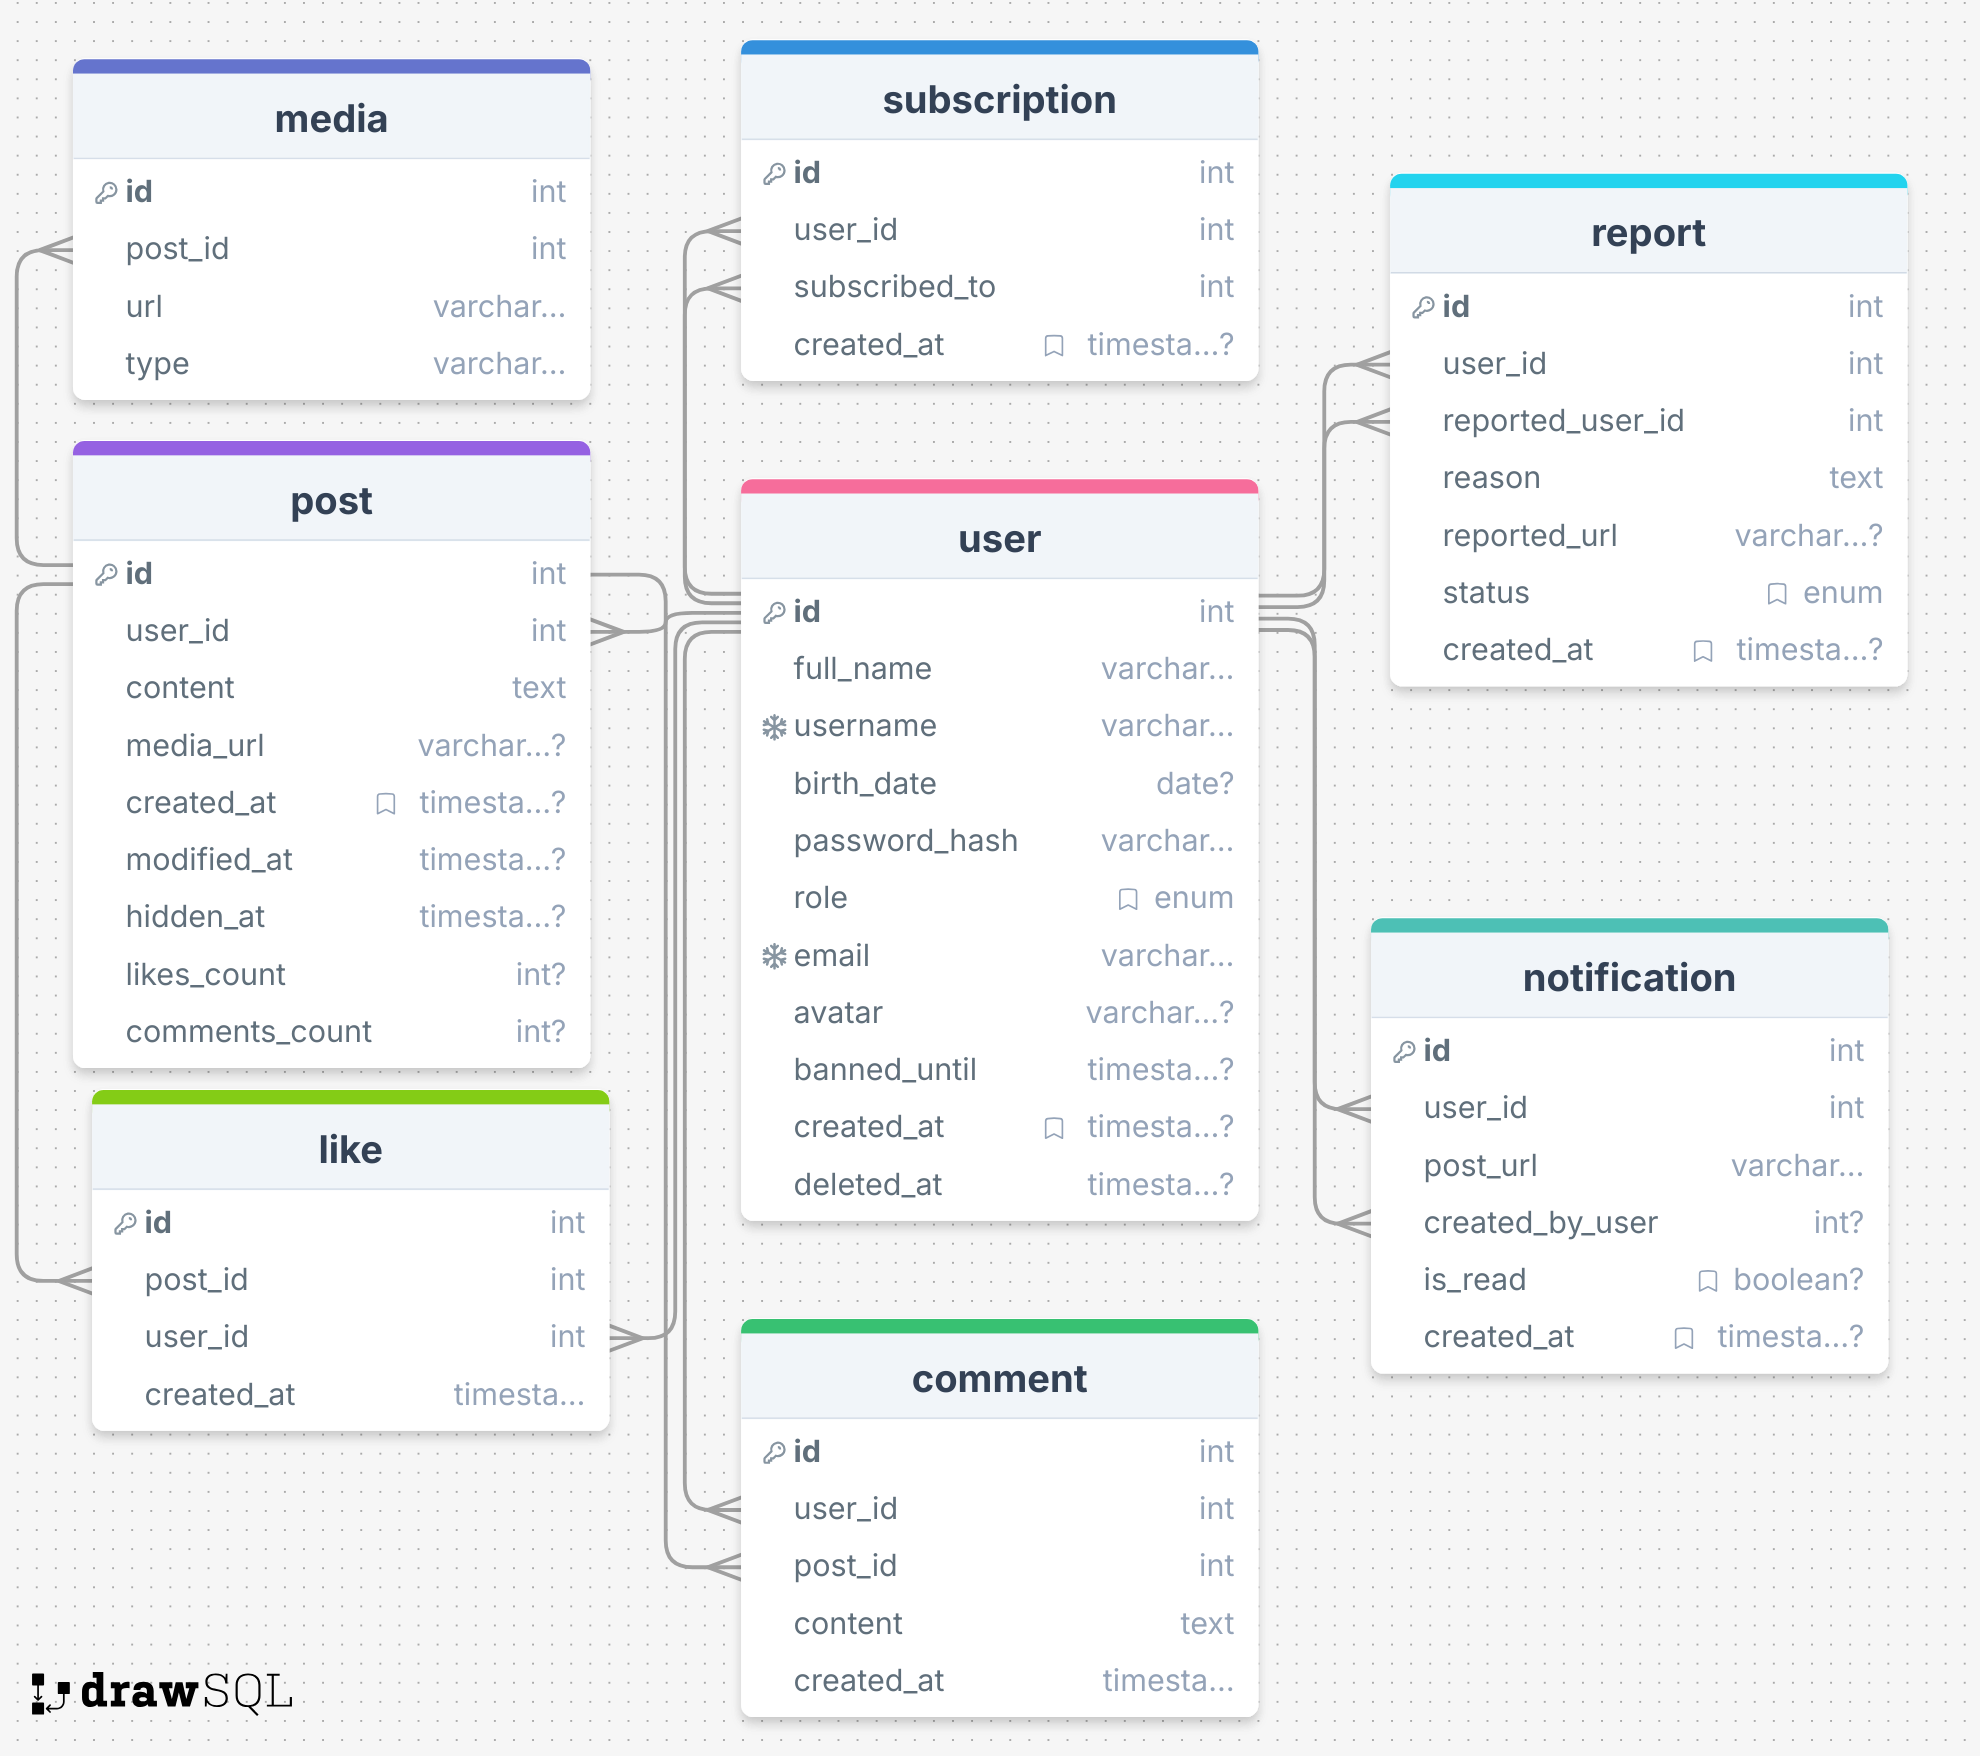 media
id int
post_id int
url varchar...
type varchar...
post
id int
user_id int
content text
media_url varchar...?
created_at timesta...?
modified_at timesta...?
hidden_at timesta...?
likes_count int?
comments_count int?
like
id int
post_id int
user_id int
created_at timesta...
subscription
id int
user_id int
subscribed_to int
created_at timesta...?
user
id int
full_name varchar...
username varchar...
birth_date date?
password_hash varchar...
role enum
email varchar...
avatar varchar...?
banned_until timesta...?
created_at timesta...?
deleted_at timesta...?
comment
id int
user_id int
post_id int
content text
created_at timesta...
report
id int
user_id int
reported_user_id int
reason text
reported_url varchar...?
status enum
created_at timesta...?
notification
id int
user_id int
post_url varchar...
created_by_user int?
is_read boolean?
created_at timesta...?
drawSQL